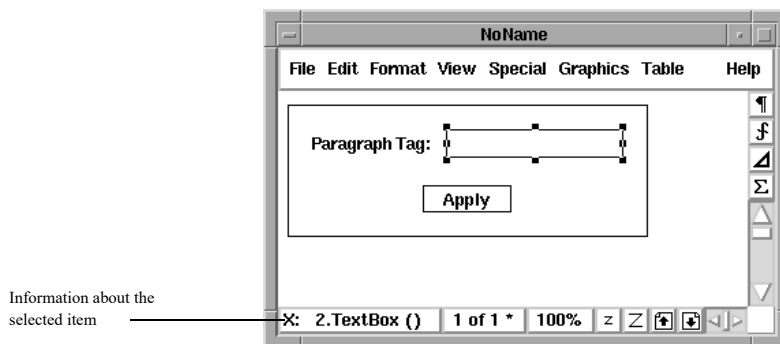 NoName
File Edit Format View Special Graphics Table Help
¶
Paragraph Tag:
Apply
Σ
Information about the
selected item
X: 2.TextBox () 1 of 1 * 100% z Z